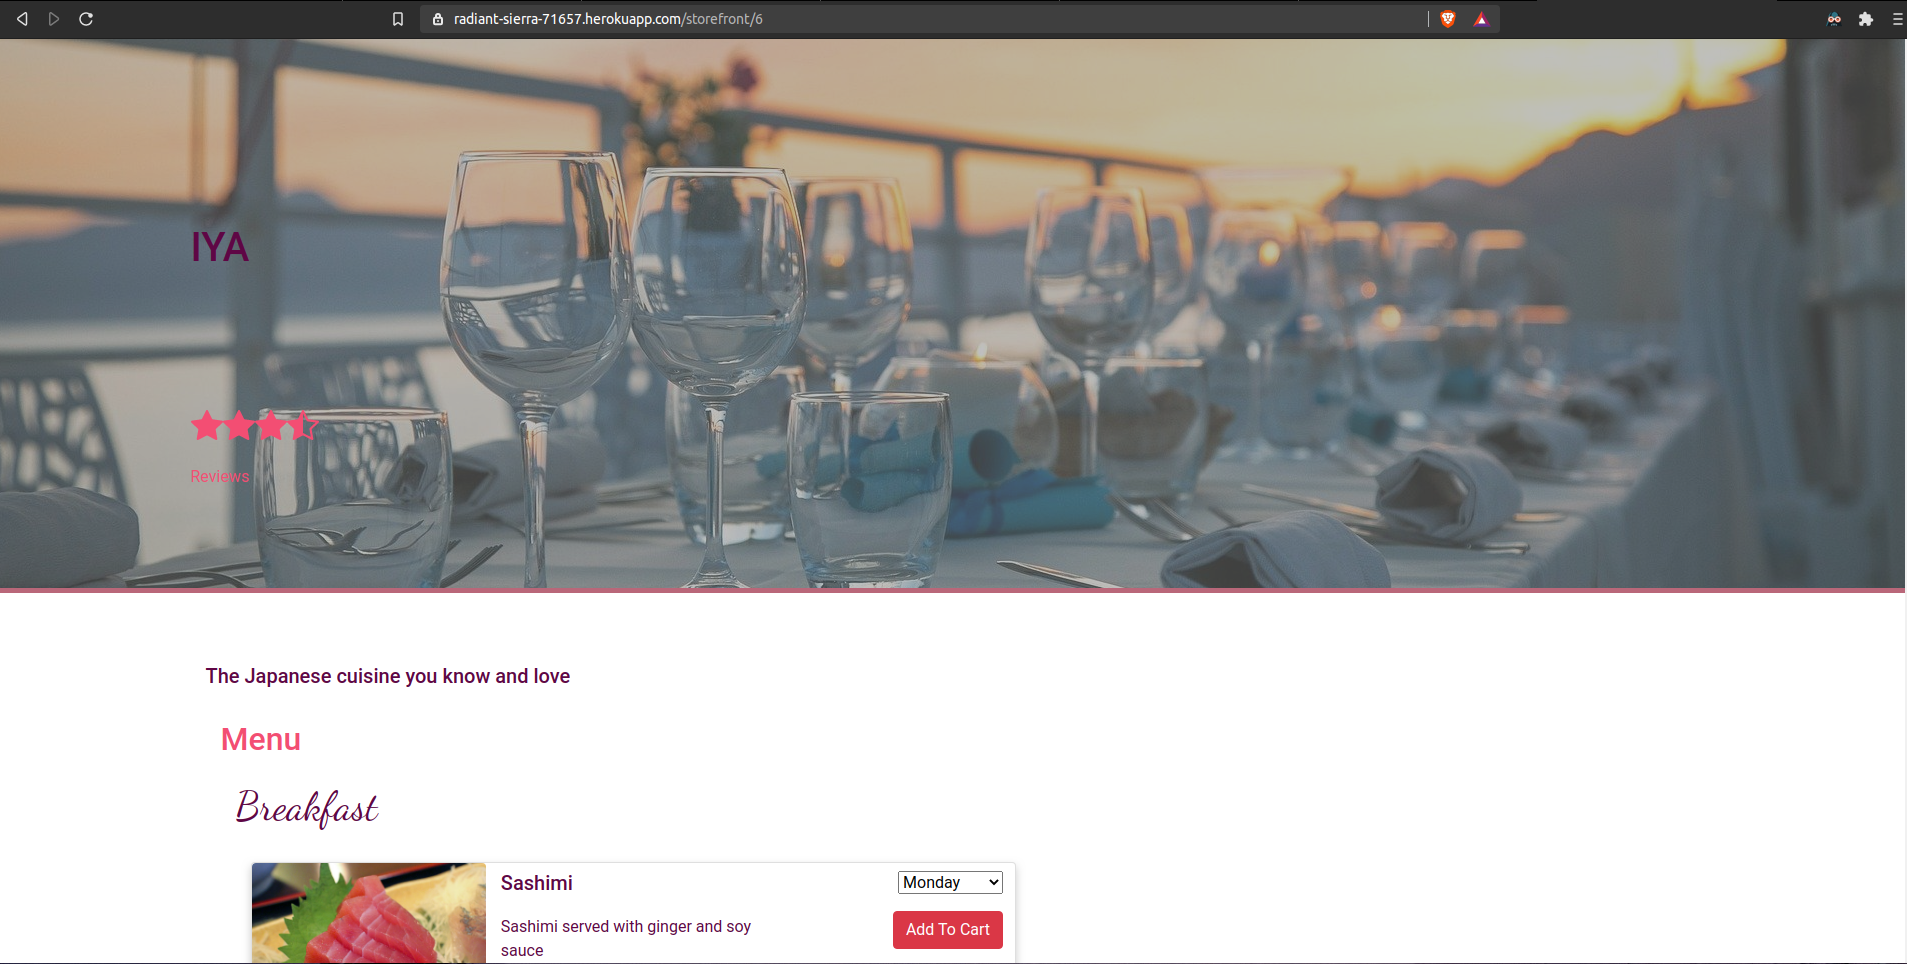 radiant-sierra-71657.herokuapp.com/storefront/6
IYA
Reviews
The Japanese cuisine you know and love
Menu
Breakfast
Sashimi
Monday
Sashimi served with ginger and soy
sauce
Add To Cart